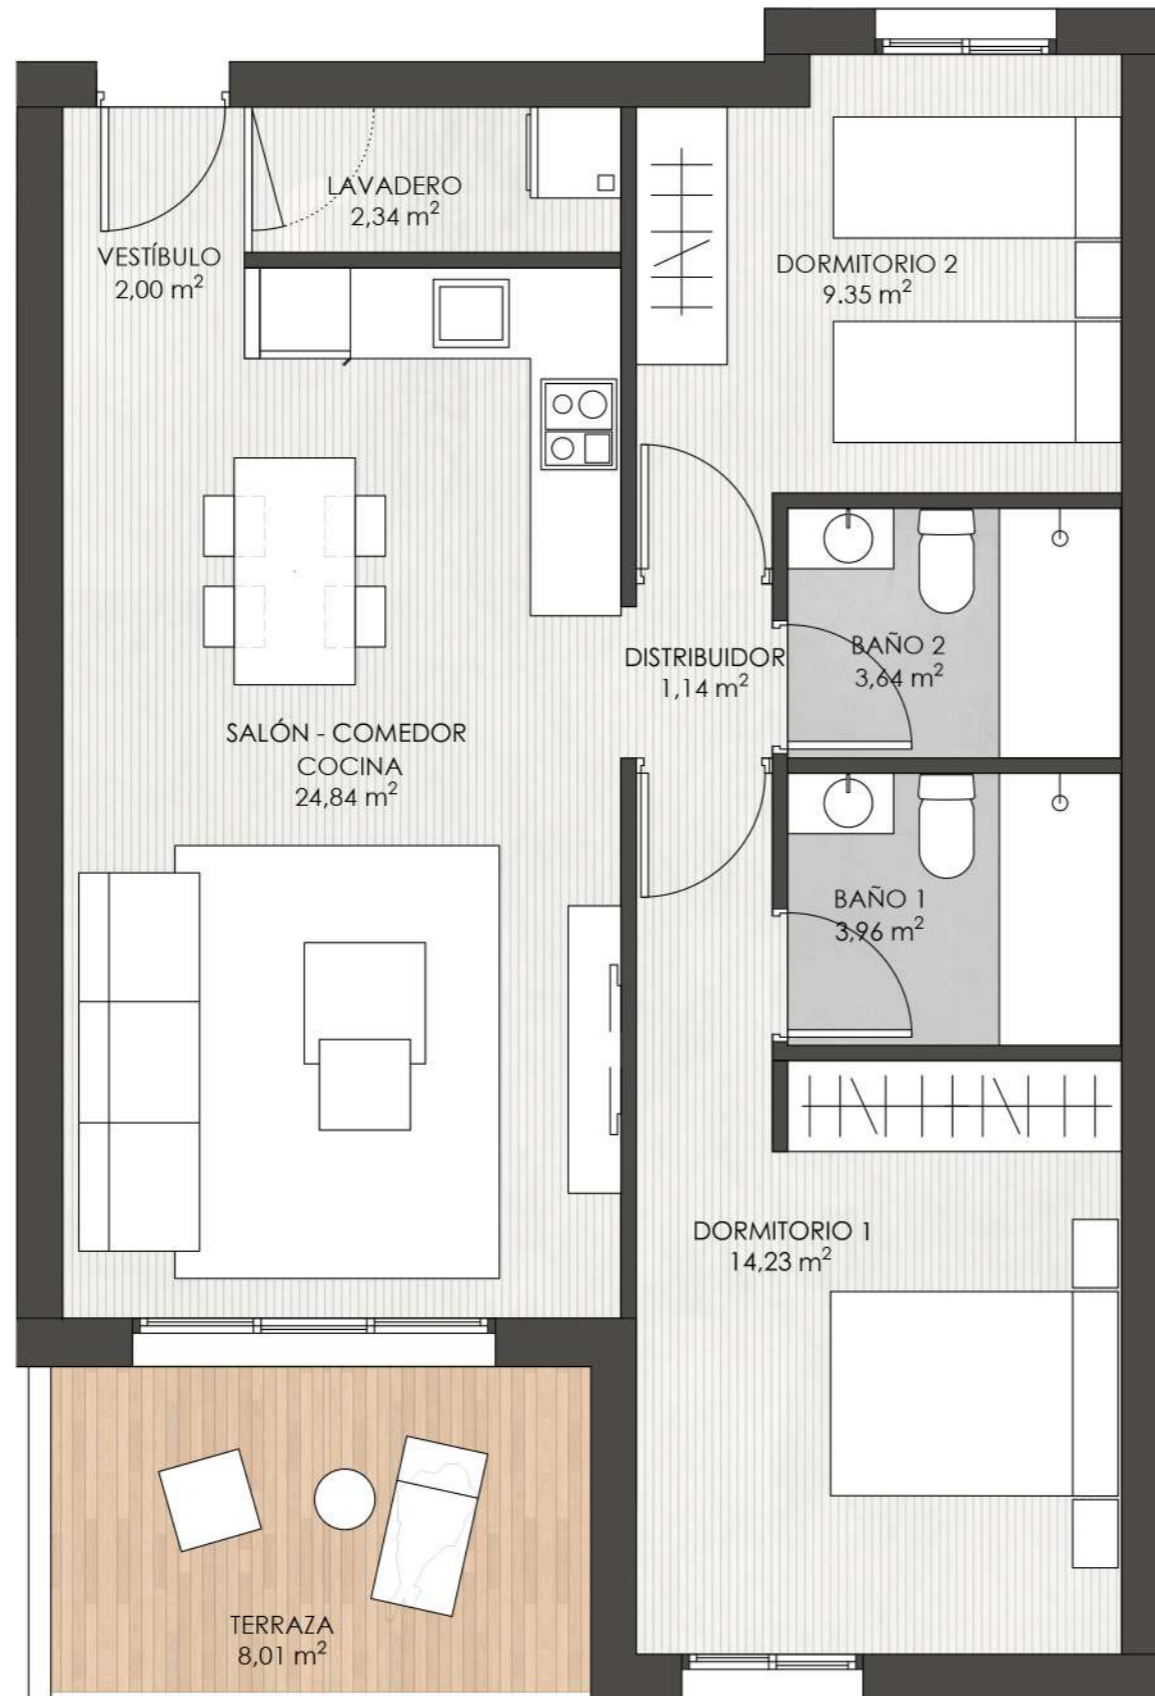 LAVADERO
2,34 m²
VESTÍBULO
2,00 m²
DORMITORIO 2
9.35 m²
DISTRIBUIDOR
1,14 m²
BAÑO 2
3,64 m²
SALÓN - COMEDOR
COCINA
24,84 m²
BAÑO 1
3,96 m²
DORMITORIO 1
14,23 m²
TERRAZA
8,01 m²